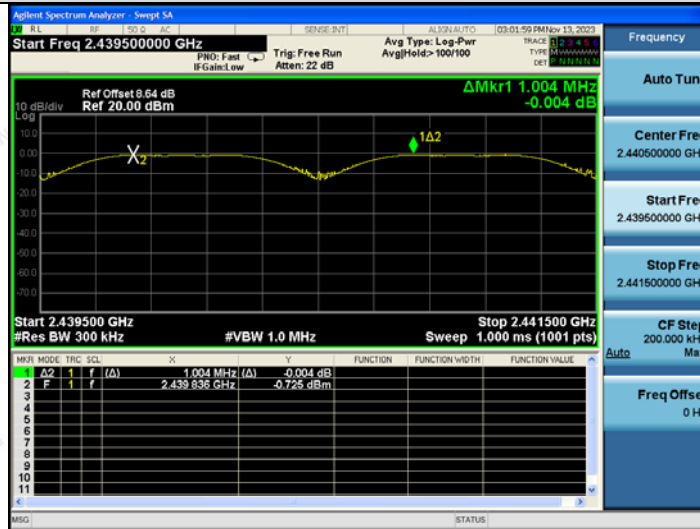 Agilent Spectrum Analyzer - Swept SA
RL RF 50 Ω AC SENSE:INT ALIGN AUTO 03:01:59 PM Nov 13, 2023
Start Freq 2.439500000 GHz
PNO: Fast
IFGain:Low
Trig: Free Run
Atten: 22 dB
Avg Type: Log-Pwr
Avg|Hold:> 100/100
TRACE 1 2 3 4 5 6
TYPE M
DET P N N N N N
Ref Offset 8.64 dB
Ref 20.00 dBm
10 dB/div
Log
ΔMkr1 1.004 MHz
-0.004 dB
10.0
0.00
-10.0
-20.0
-30.0
-40.0
-50.0
-60.0
-70.0
2
1Δ2
Start 2.439500 GHz
Stop 2.441500 GHz
#Res BW 300 kHz
#VBW 1.0 MHz
Sweep 1.000 ms (1001 pts)
MKR MODE TRC SCL X Y FUNCTION FUNCTION WIDTH FUNCTION VALUE
1 Δ2 1 f (Δ) 1.004 MHz (Δ) -0.004 dB
2 F 1 f 2.439 836 GHz -0.725 dBm
3
4
5
6
7
8
9
10
11
MSG
STATUS
Frequency
Auto Tun
Center Fre
2.440500000 GH
Start Fre
2.439500000 GH
Stop Fre
2.441500000 GH
CF Step
200.000 kH
Auto Ma
Freq Offse
0 H